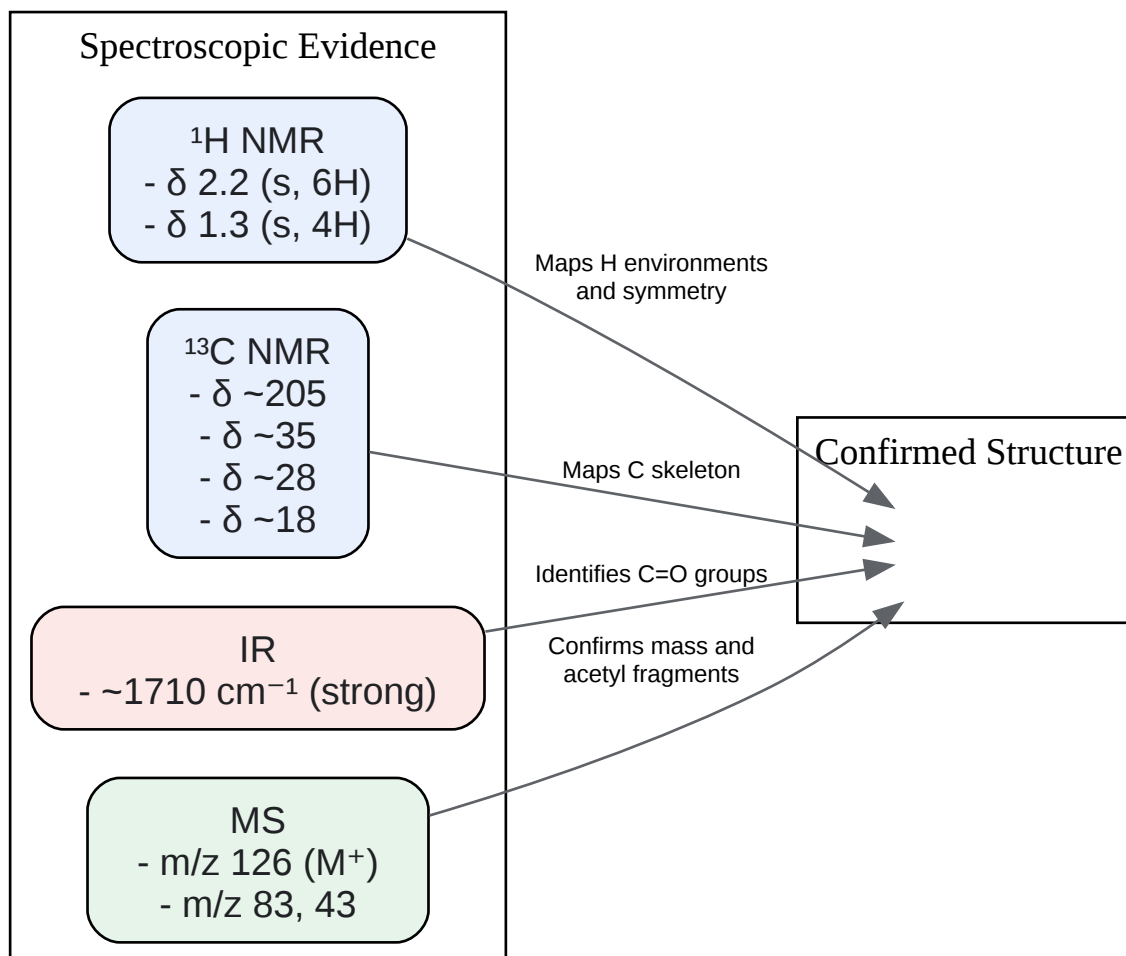 Spectroscopic Evidence
¹H NMR
- δ 2.2 (s, 6H)
- δ 1.3 (s, 4H)
¹³C NMR
- δ ~205
- δ ~35
- δ ~28
- δ ~18
IR
- ~1710 cm⁻¹ (strong)
MS
- m/z 126 (M⁺)
- m/z 83, 43
Maps H environments
and symmetry
Maps C skeleton
Identifies C=O groups
Confirms mass and
acetyl fragments
Confirmed Structure